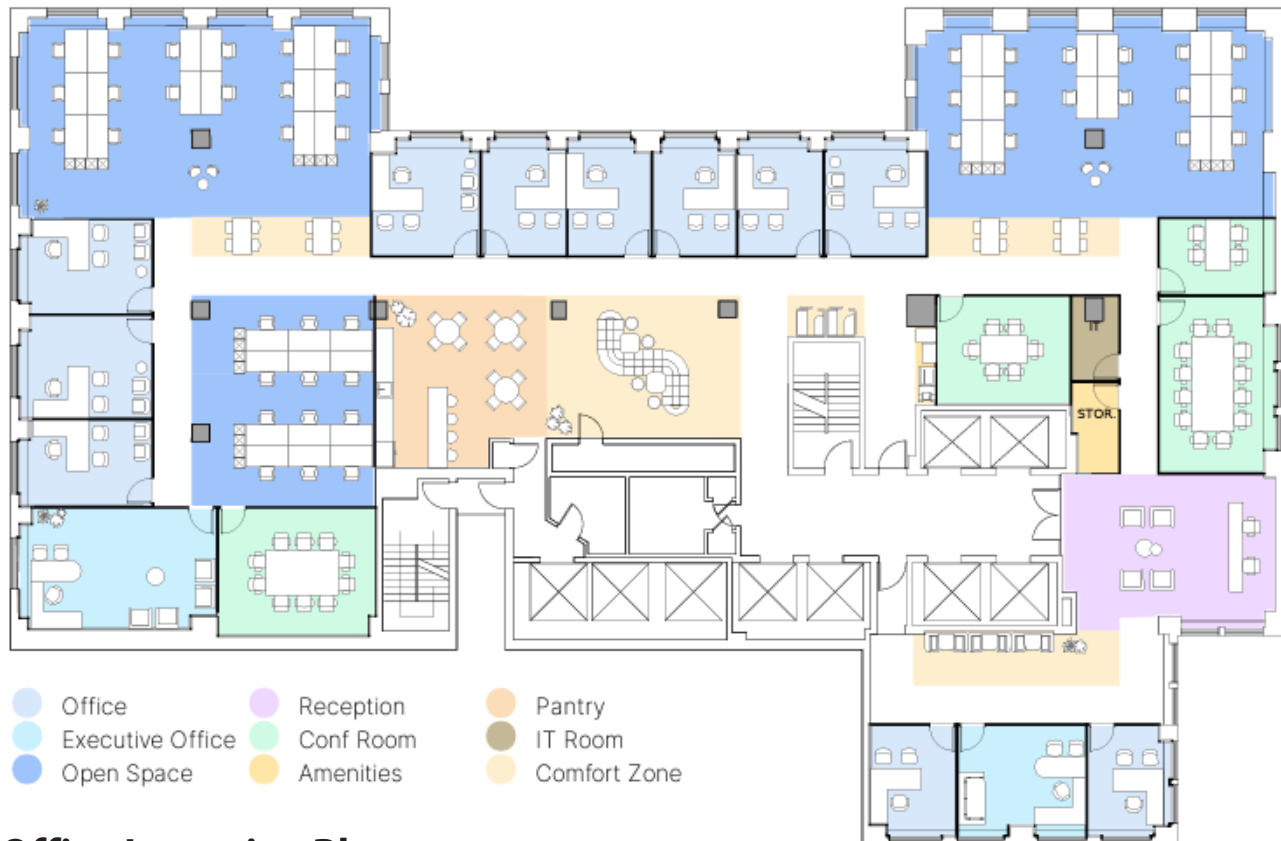 STOR.
Office
Reception
Pantry
Executive Office
Conf Room
IT Room
Open Space
Amenities
Comfort Zone